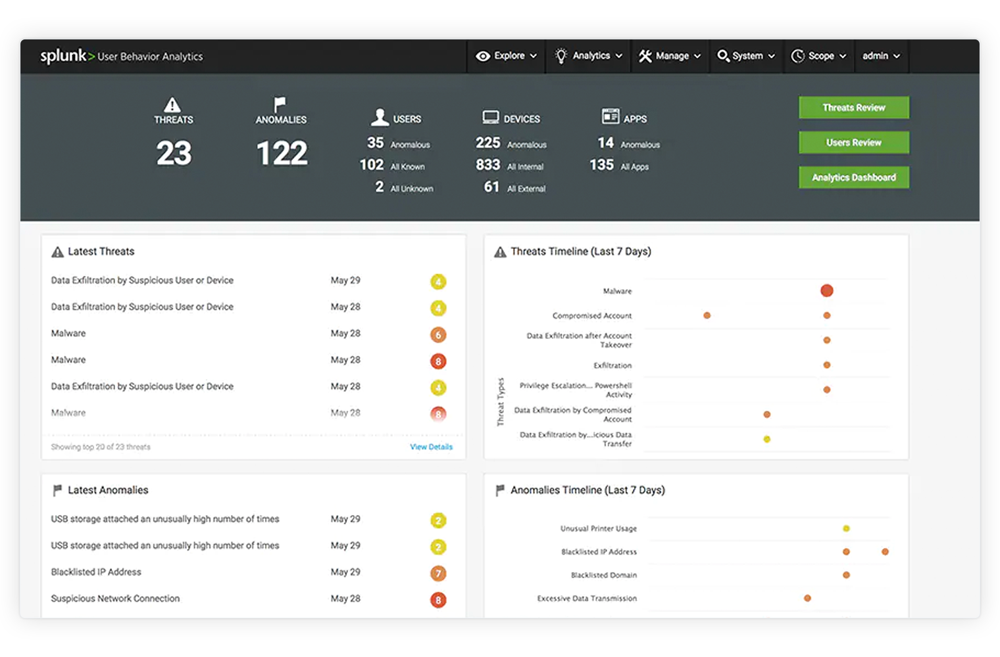 splunk> User Behavior Analytics
Explore
Analytics
Manage
System
Scope
admin
THREATS
23
ANOMALIES
122
USERS
35 Anomalous
102 All Known
2 All Unknown
DEVICES
225 Anomalous
833 All Internal
61 All External
APPS
14 Anomalous
135 All Apps
Threats Review
Users Review
Analytics Dashboard
Latest Threats
Data Exfiltration by Suspicious User or Device May 29 4
Data Exfiltration by Suspicious User or Device May 28 4
Malware May 28 6
Malware May 28 8
Data Exfiltration by Suspicious User or Device May 28 4
Malware May 28 8
Showing top 20 of 23 threats View Details
Threats Timeline (Last 7 Days)
Threat Types
Malware
Compromised Account
Data Exfiltration after Account
Takeover
Exfiltration
Privilege Escalation... Powershell
Activity
Data Exfiltration by Compromised
Account
Data Exfiltration by...icious Data
Transfer
Latest Anomalies
USB storage attached an unusually high number of times May 29 2
USB storage attached an unusually high number of times May 29 2
Blacklisted IP Address May 29 7
Suspicious Network Connection May 28 8
Anomalies Timeline (Last 7 Days)
Unusual Printer Usage
Blacklisted IP Address
Blacklisted Domain
Excessive Data Transmission